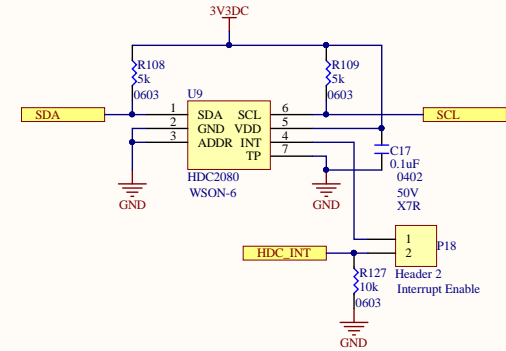 3V3DC
R108
5k
0603
R109
5k
0603
U9
SDA
1 SDA SCL 6
2 GND VDD 5
3 ADDR INT 4
TP 7
SCL
HDC2080
WSON-6
C17
0.1uF
0402
50V
X7R
GND
GND
HDC_INT
1
2
P18
Header 2
Interrupt Enable
R127
10k
0603
GND